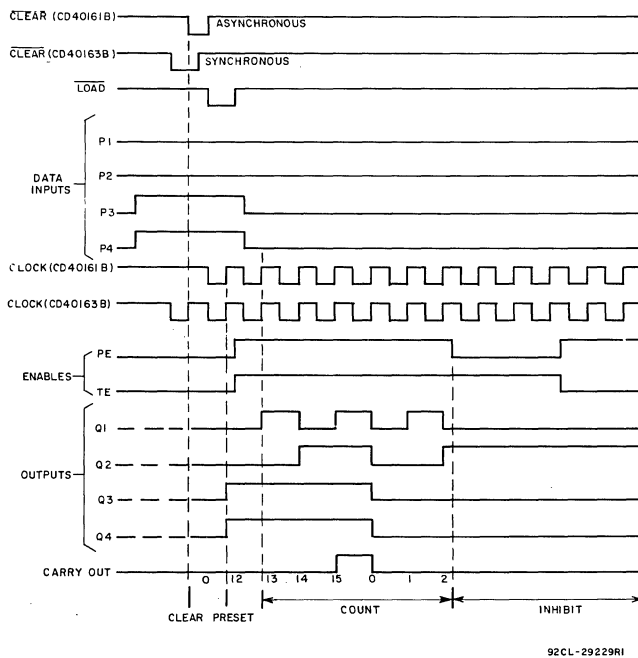 CLEAR (CD40161B)
ASYNCHRONOUS
CLEAR (CD40163B)
SYNCHRONOUS
LOAD
P1
P2
DATA
INPUTS
P3
P4
CLOCK (CD40161B)
CLOCK (CD40163B)
PE
ENABLES
TE
Q1
Q2
OUTPUTS
Q3
Q4
CARRY OUT
0 12 13 14 15 0 1 2
CLEAR PRESET COUNT INHIBIT
92CL-29229R1